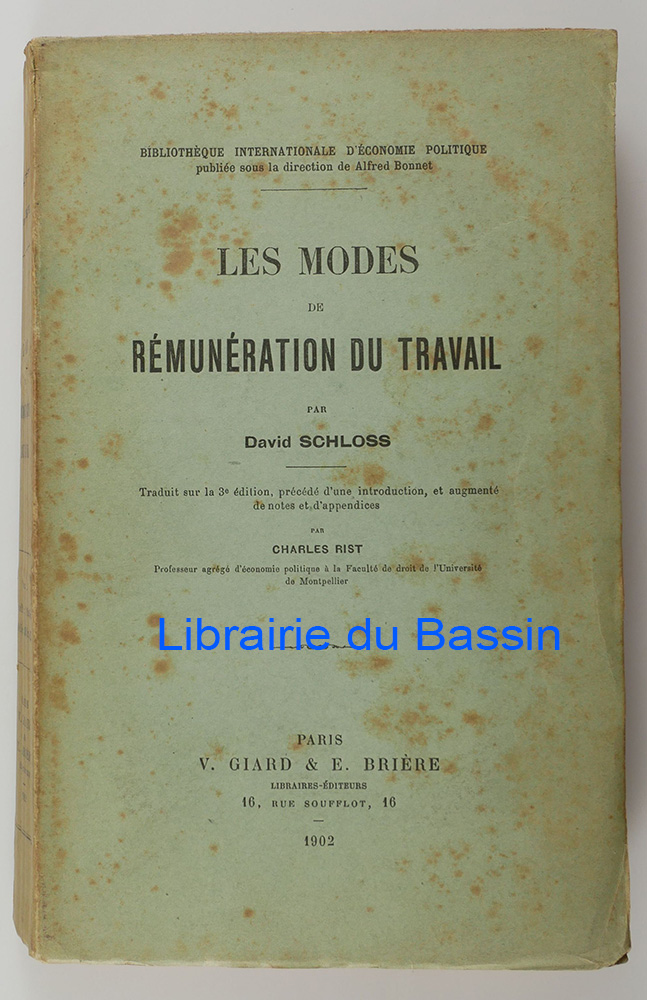 BIBLIOTHÈQUE INTERNATIONALE D'ÉCONOMIE POLITIQUE
publiée sous la direction de Alfred Bonnet
LES MODES
DE
RÉMUNÉRATION DU TRAVAIL
PAR
David SCHLOSS
Traduit sur la 3e édition, précédé d'une introduction, et augmenté
de notes et d'appendices
PAR
CHARLES RIST
Professeur agrégé d'économie politique à la Faculté de droit de l'Université
de Montpellier
Librairie du Bassin
PARIS
V. GIARD & E. BRIÈRE
LIBRAIRES-ÉDITEURS
16, RUE SOUFFLOT, 16
1902